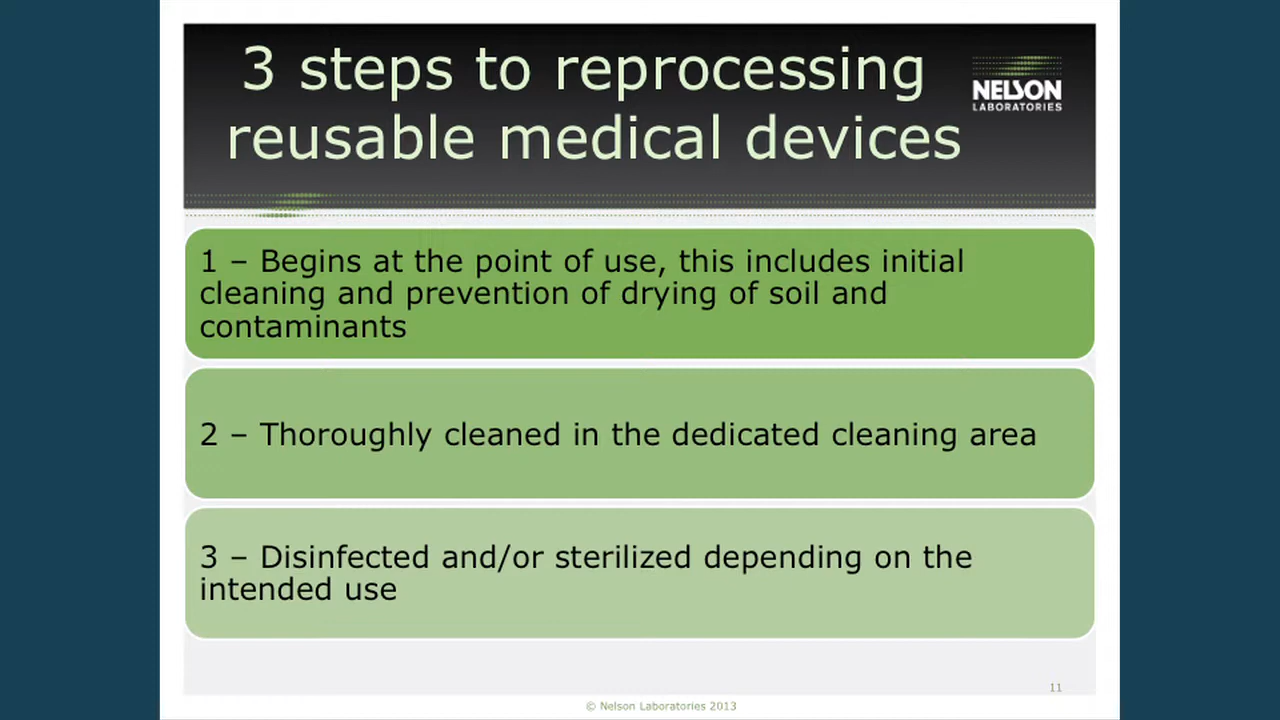 3 steps to reprocessing
reusable medical devices
NELSON
LABORATORIES
1 – Begins at the point of use, this includes initial
cleaning and prevention of drying of soil and
contaminants
2 – Thoroughly cleaned in the dedicated cleaning area
3 – Disinfected and/or sterilized depending on the
intended use
11
© Nelson Laboratories 2013